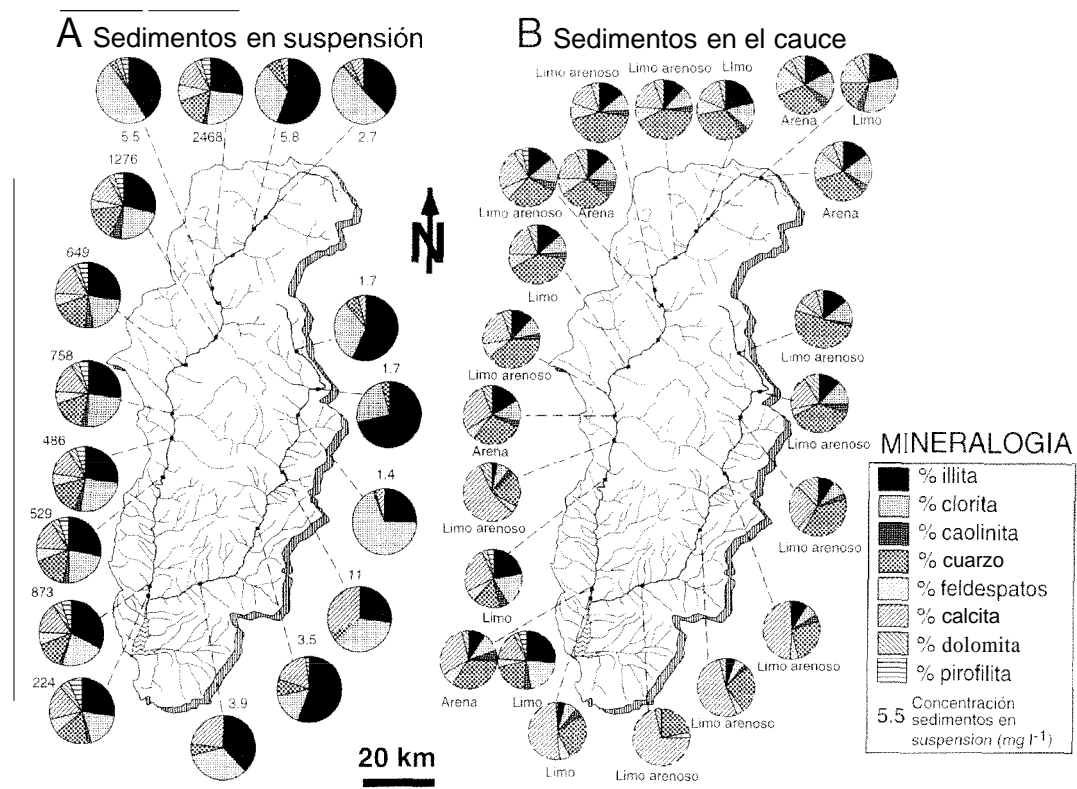 A Sedimentos en suspensión
5.5
2468
5.8
2.7
1276
649
1.7
758
1.7
486
1.4
529
873
11
3.5
224
3.9
N
20 km
B Sedimentos en el cauce
Limo arenoso
Limo arenoso
Limo
Arena
Limo
Limo arenoso
Arena
Arena
Limo
Limo arenoso
Limo arenoso
Limo arenoso
Arena
Limo arenoso
Limo arenoso
Limo
Limo arenoso
Arena
Limo
Limo arenoso
Limo
Limo arenoso
MINERALOGIA
% illita
% clorita
% caolinita
% cuarzo
% feldespatos
% calcita
% dolomita
% pirofilita
5.5 Concentración
sedimentos en
suspension (mg l-1)